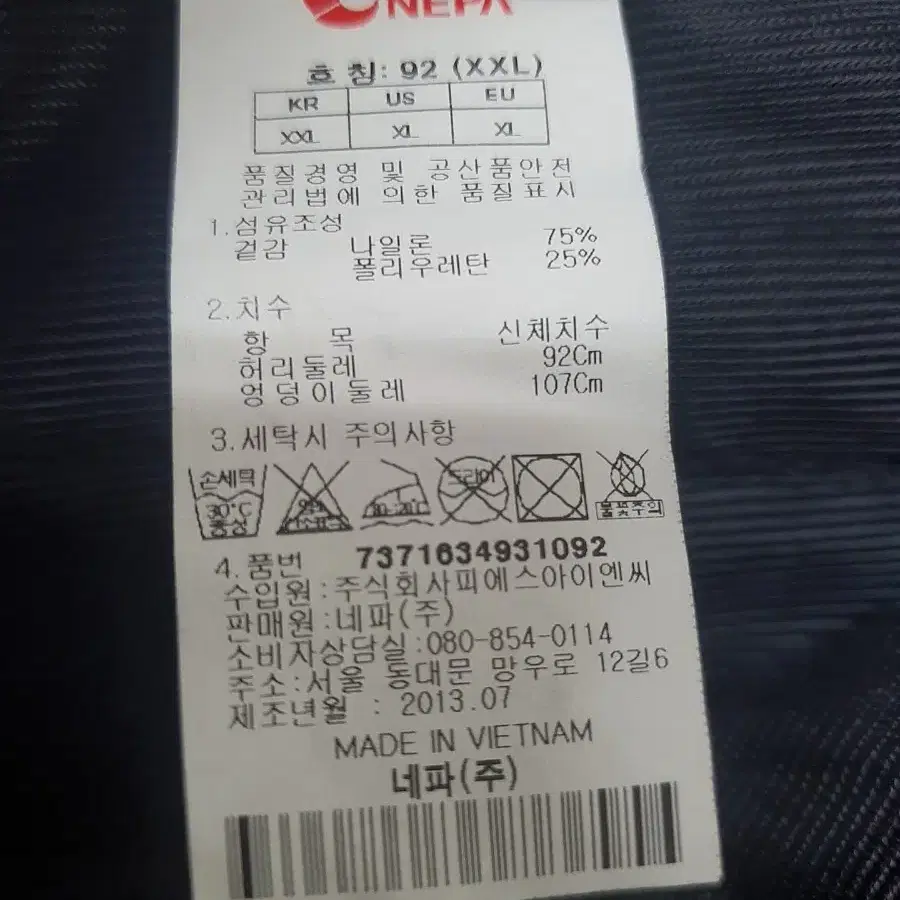 NEPA
호 칭: 92 (XXL)
KR US EU
XXL XL XL
품질경영 및 공산품안전
관리법에 의한 품질표시
1.섬유조성
겉감 나일론 75%
폴리우레탄 25%
2.치수
항 목 신체치수
허리둘레 92Cm
엉덩이둘레 107Cm
3.세탁시 주의사항
손세탁 드라이
30°C 중성 염소표백 80-120°C 불꽃주의
4.품번 7371634931092
수입원:주식회사피에스아이엔씨
판매원:네파(주)
소비자상담실:080-854-0114
주소:서울 동대문 망우로 12길6
제조년월 : 2013.07
MADE IN VIETNAM
네파(주)